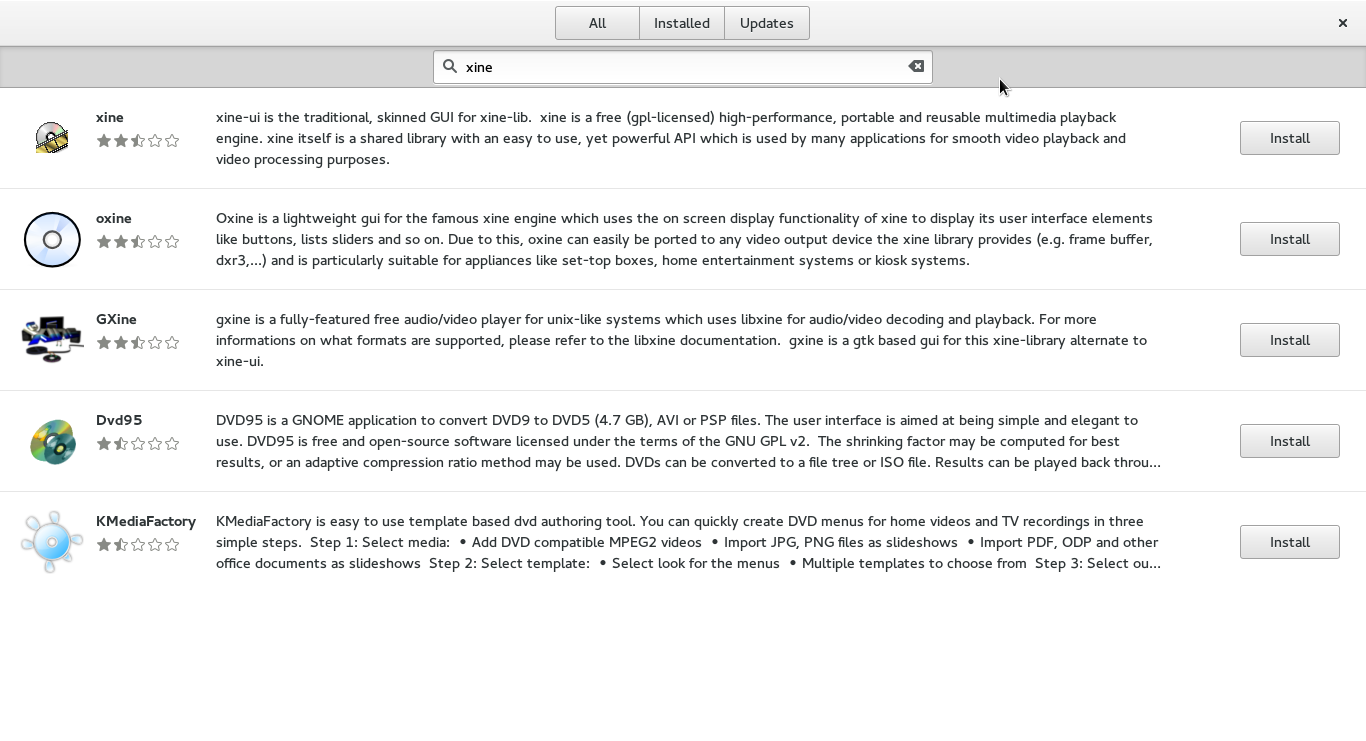 All Installed Updates
xine
xine
xine-ui is the traditional, skinned GUI for xine-lib.  xine is a free (gpl-licensed) high-performance, portable and reusable multimedia playback
engine. xine itself is a shared library with an easy to use, yet powerful API which is used by many applications for smooth video playback and
video processing purposes.
Install
oxine
Oxine is a lightweight gui for the famous xine engine which uses the on screen display functionality of xine to display its user interface elements
like buttons, lists sliders and so on. Due to this, oxine can easily be ported to any video output device the xine library provides (e.g. frame buffer,
dxr3,...) and is particularly suitable for appliances like set-top boxes, home entertainment systems or kiosk systems.
Install
GXine
gxine is a fully-featured free audio/video player for unix-like systems which uses libxine for audio/video decoding and playback. For more
informations on what formats are supported, please refer to the libxine documentation.  gxine is a gtk based gui for this xine-library alternate to
xine-ui.
Install
Dvd95
DVD95 is a GNOME application to convert DVD9 to DVD5 (4.7 GB), AVI or PSP files. The user interface is aimed at being simple and elegant to
use. DVD95 is free and open-source software licensed under the terms of the GNU GPL v2.  The shrinking factor may be computed for best
results, or an adaptive compression ratio method may be used. DVDs can be converted to a file tree or ISO file. Results can be played back throu...
Install
KMediaFactory
KMediaFactory is easy to use template based dvd authoring tool. You can quickly create DVD menus for home videos and TV recordings in three
simple steps.  Step 1: Select media:  • Add DVD compatible MPEG2 videos  • Import JPG, PNG files as slideshows  • Import PDF, ODP and other
office documents as slideshows  Step 2: Select template:  • Select look for the menus  • Multiple templates to choose from  Step 3: Select ou...
Install